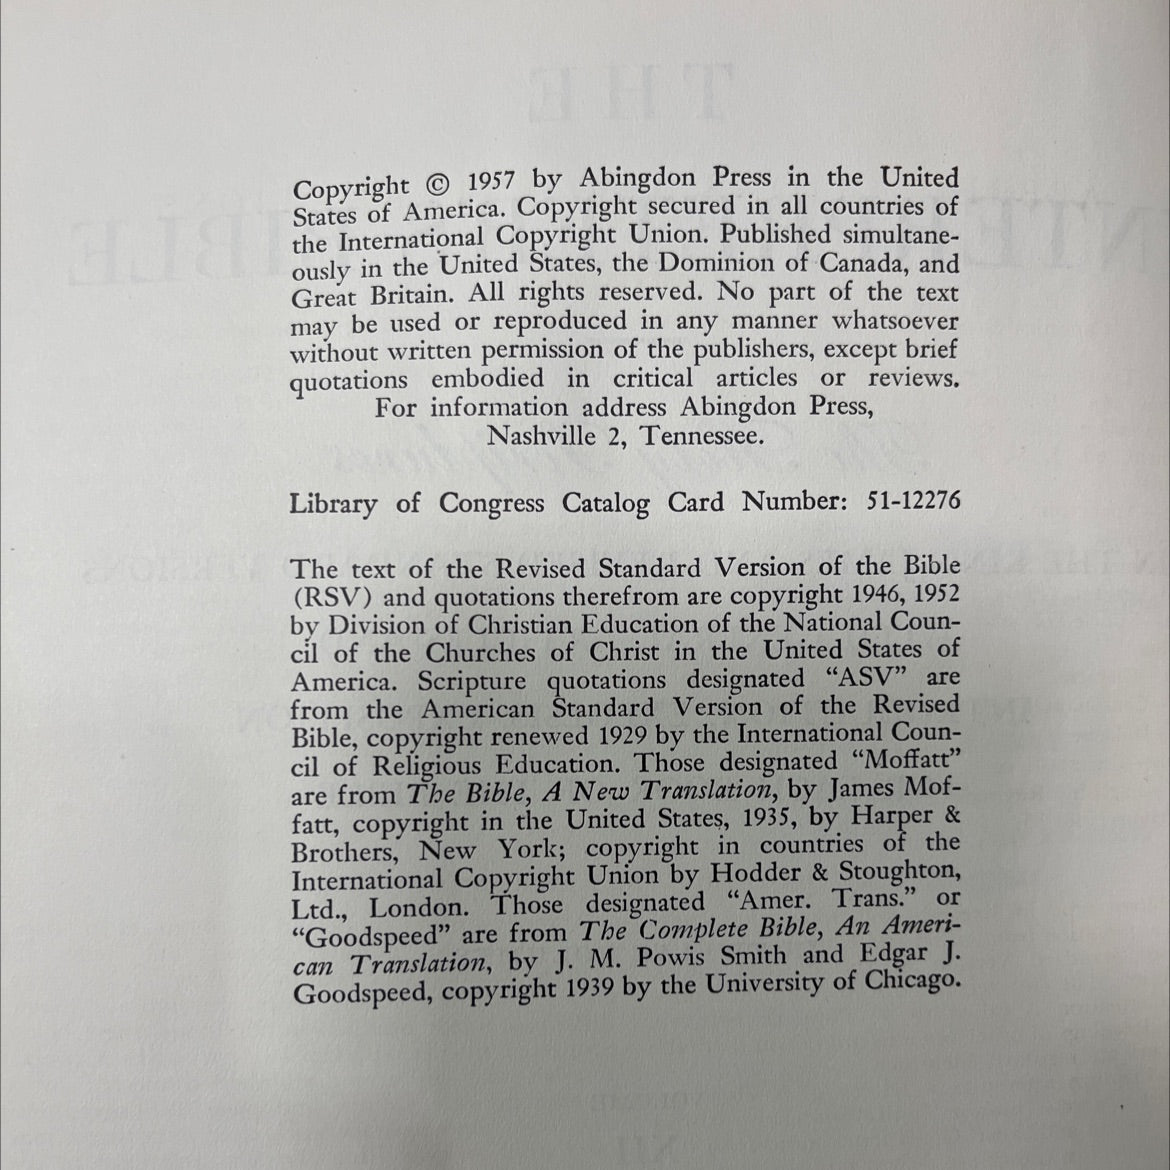 Copyright © 1957 by Abingdon Press in the United
States of America. Copyright secured in all countries of
the International Copyright Union. Published simultane-
ously in the United States, the Dominion of Canada, and
Great Britain. All rights reserved. No part of the text
may be used or reproduced in any manner whatsoever
without written permission of the publishers, except brief
quotations embodied in critical articles or reviews.
For information address Abingdon Press,
Nashville 2, Tennessee.
Library of Congress Catalog Card Number: 51-12276
The text of the Revised Standard Version of the Bible
(RSV) and quotations therefrom are copyright 1946, 1952
by Division of Christian Education of the National Coun-
cil of the Churches of Christ in the United States of
America. Scripture quotations designated “ASV” are
from the American Standard Version of the Revised
Bible, copyright renewed 1929 by the International Coun-
cil of Religious Education. Those designated “Moffatt”
are from The Bible, A New Translation, by James Mof-
fatt, copyright in the United States, 1935, by Harper &
Brothers, New York; copyright in countries of the
International Copyright Union by Hodder & Stoughton,
Ltd., London. Those designated “Amer. Trans.” or
“Goodspeed” are from The Complete Bible, An Ameri-
can Translation, by J. M. Powis Smith and Edgar J.
Goodspeed, copyright 1939 by the University of Chicago.